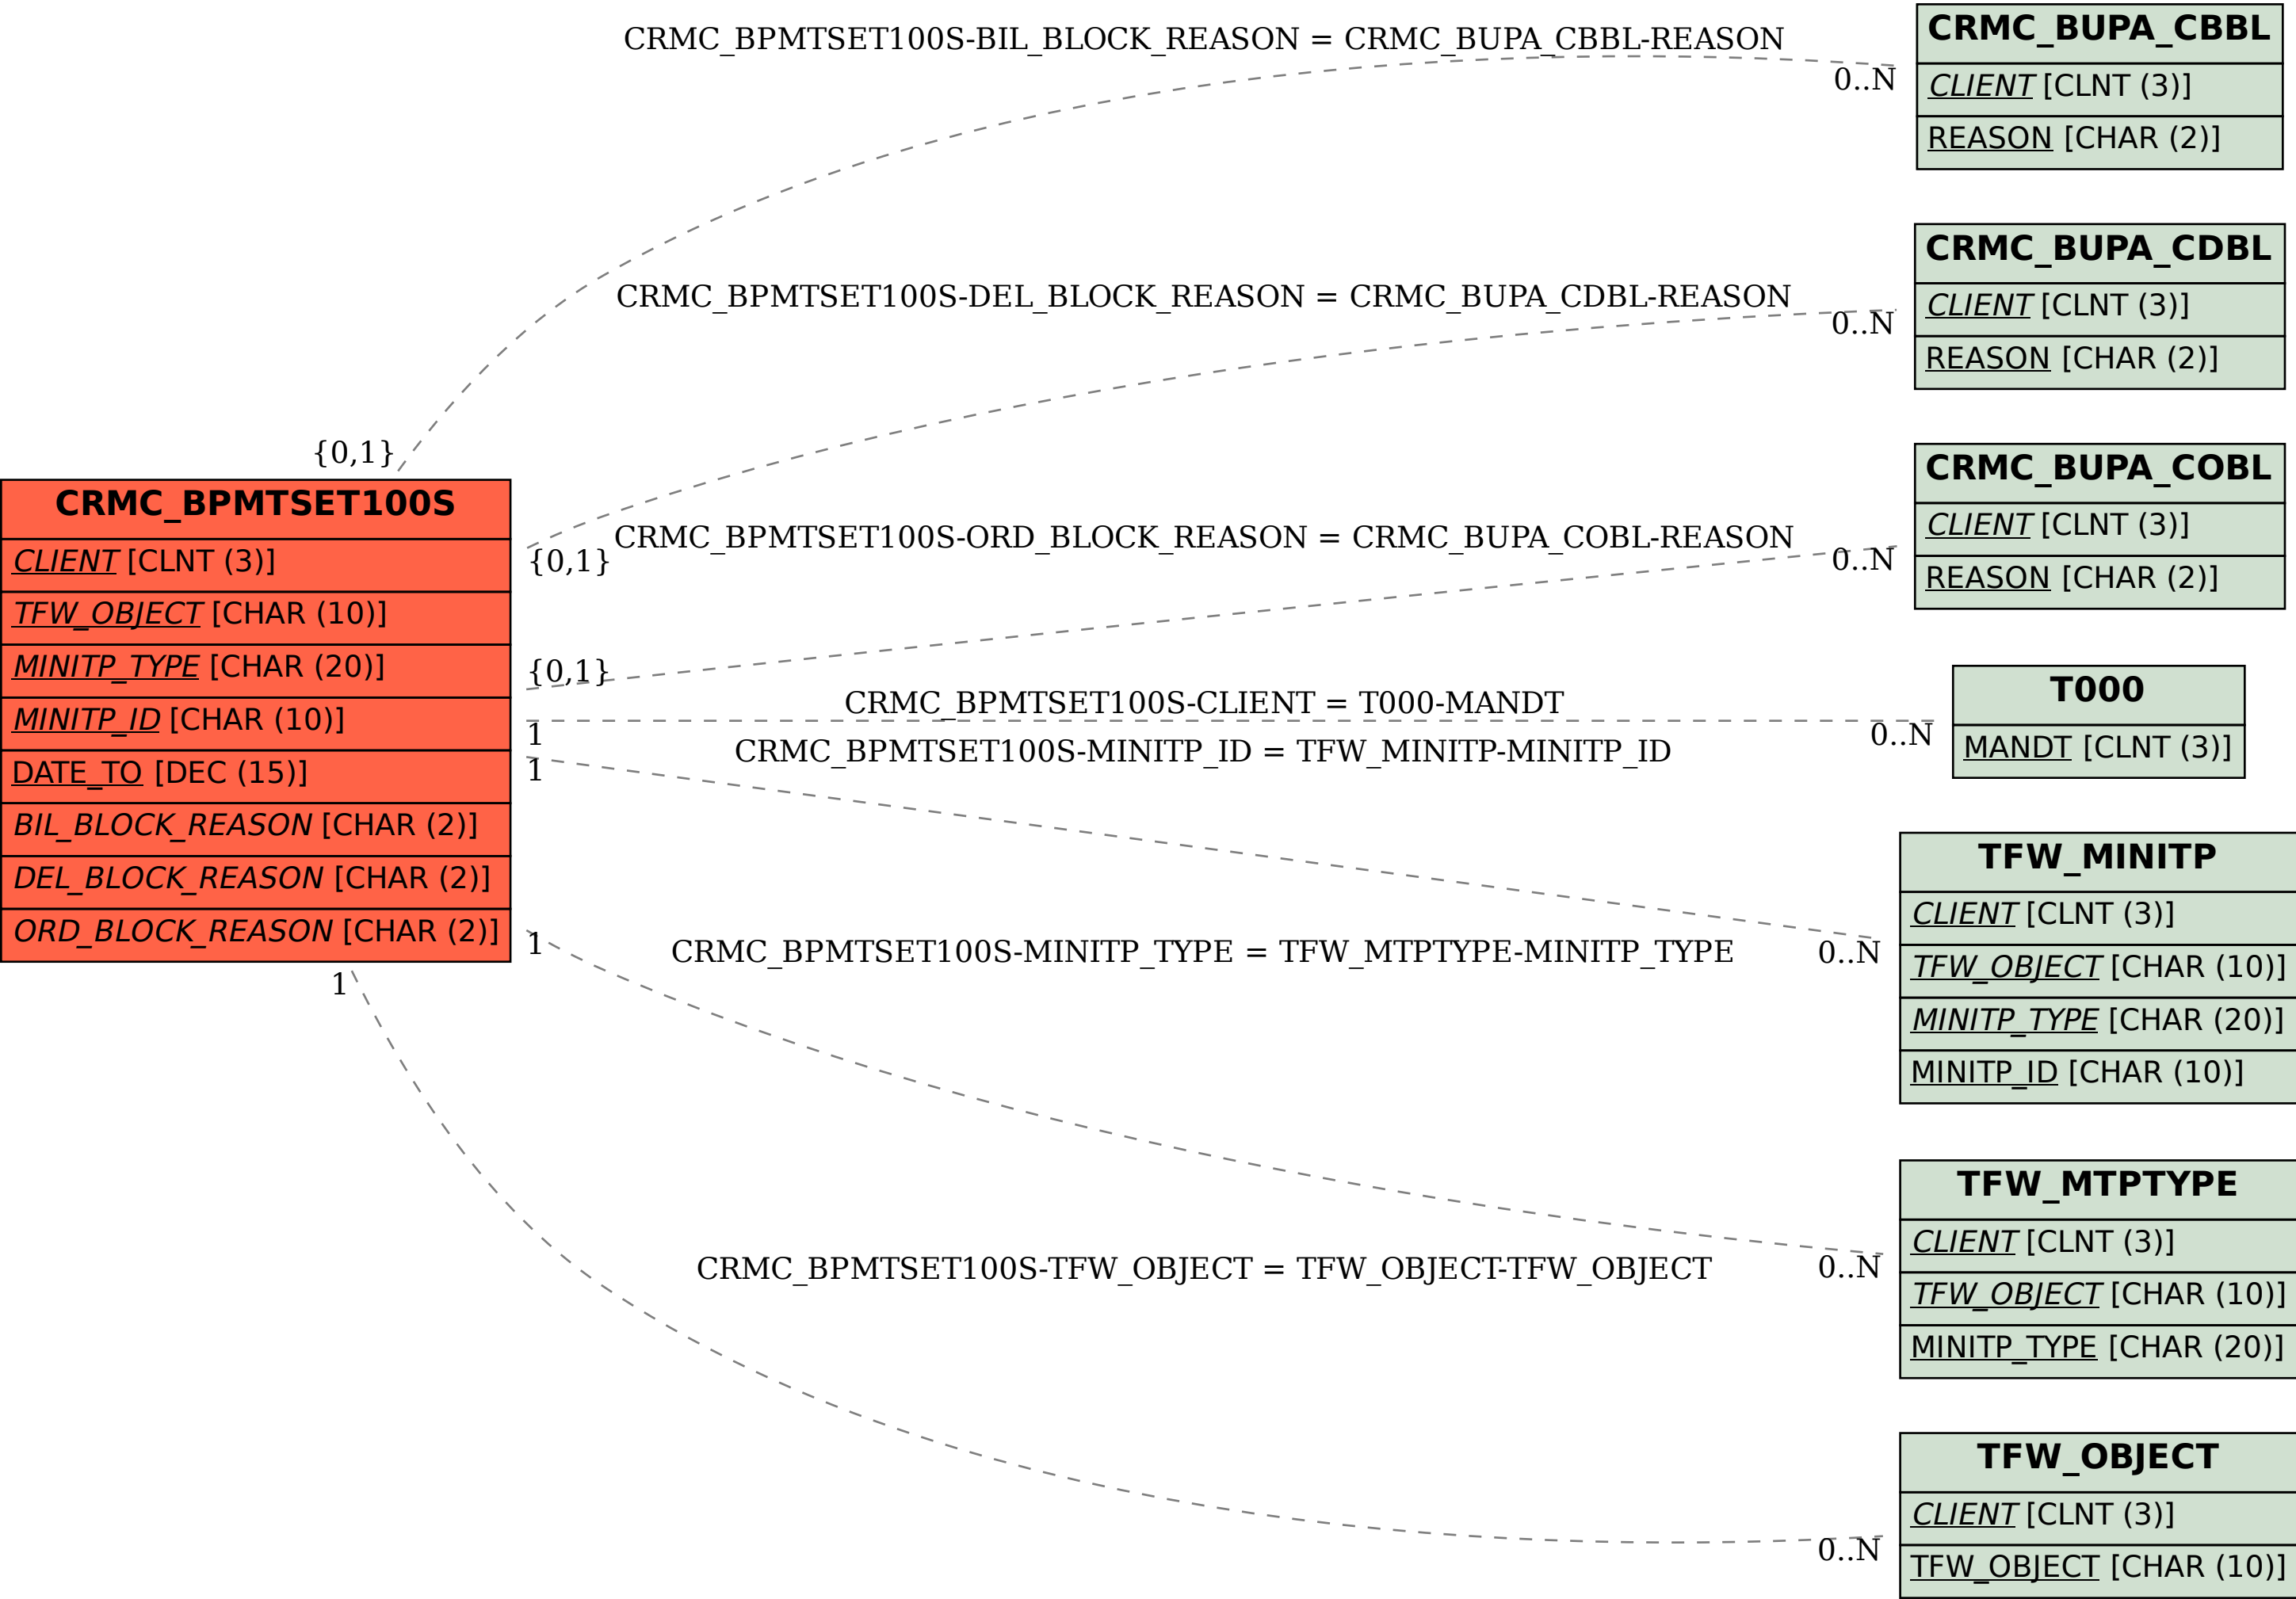 CRMC_BPMTSET100S-BIL_BLOCK_REASON = CRMC_BUPA_CBBL-REASON
{0,1}
0..N
CRMC_BPMTSET100S-DEL_BLOCK_REASON = CRMC_BUPA_CDBL-REASON
{0,1}
0..N
CRMC_BPMTSET100S-ORD_BLOCK_REASON = CRMC_BUPA_COBL-REASON
{0,1}
0..N
CRMC_BPMTSET100S-CLIENT = T000-MANDT
1
0..N
CRMC_BPMTSET100S-MINITP_ID = TFW_MINITP-MINITP_ID
1
0..N
CRMC_BPMTSET100S-MINITP_TYPE = TFW_MTPTYPE-MINITP_TYPE
1
0..N
CRMC_BPMTSET100S-TFW_OBJECT = TFW_OBJECT-TFW_OBJECT
1
0..N
CRMC_BPMTSET100S
CLIENT [CLNT (3)]
TFW_OBJECT [CHAR (10)]
MINITP_TYPE [CHAR (20)]
MINITP_ID [CHAR (10)]
DATE_TO [DEC (15)]
BIL_BLOCK_REASON [CHAR (2)]
DEL_BLOCK_REASON [CHAR (2)]
ORD_BLOCK_REASON [CHAR (2)]
CRMC_BUPA_CBBL
CLIENT [CLNT (3)]
REASON [CHAR (2)]
CRMC_BUPA_CDBL
CLIENT [CLNT (3)]
REASON [CHAR (2)]
CRMC_BUPA_COBL
CLIENT [CLNT (3)]
REASON [CHAR (2)]
T000
MANDT [CLNT (3)]
TFW_MINITP
CLIENT [CLNT (3)]
TFW_OBJECT [CHAR (10)]
MINITP_TYPE [CHAR (20)]
MINITP_ID [CHAR (10)]
TFW_MTPTYPE
CLIENT [CLNT (3)]
TFW_OBJECT [CHAR (10)]
MINITP_TYPE [CHAR (20)]
TFW_OBJECT
CLIENT [CLNT (3)]
TFW_OBJECT [CHAR (10)]